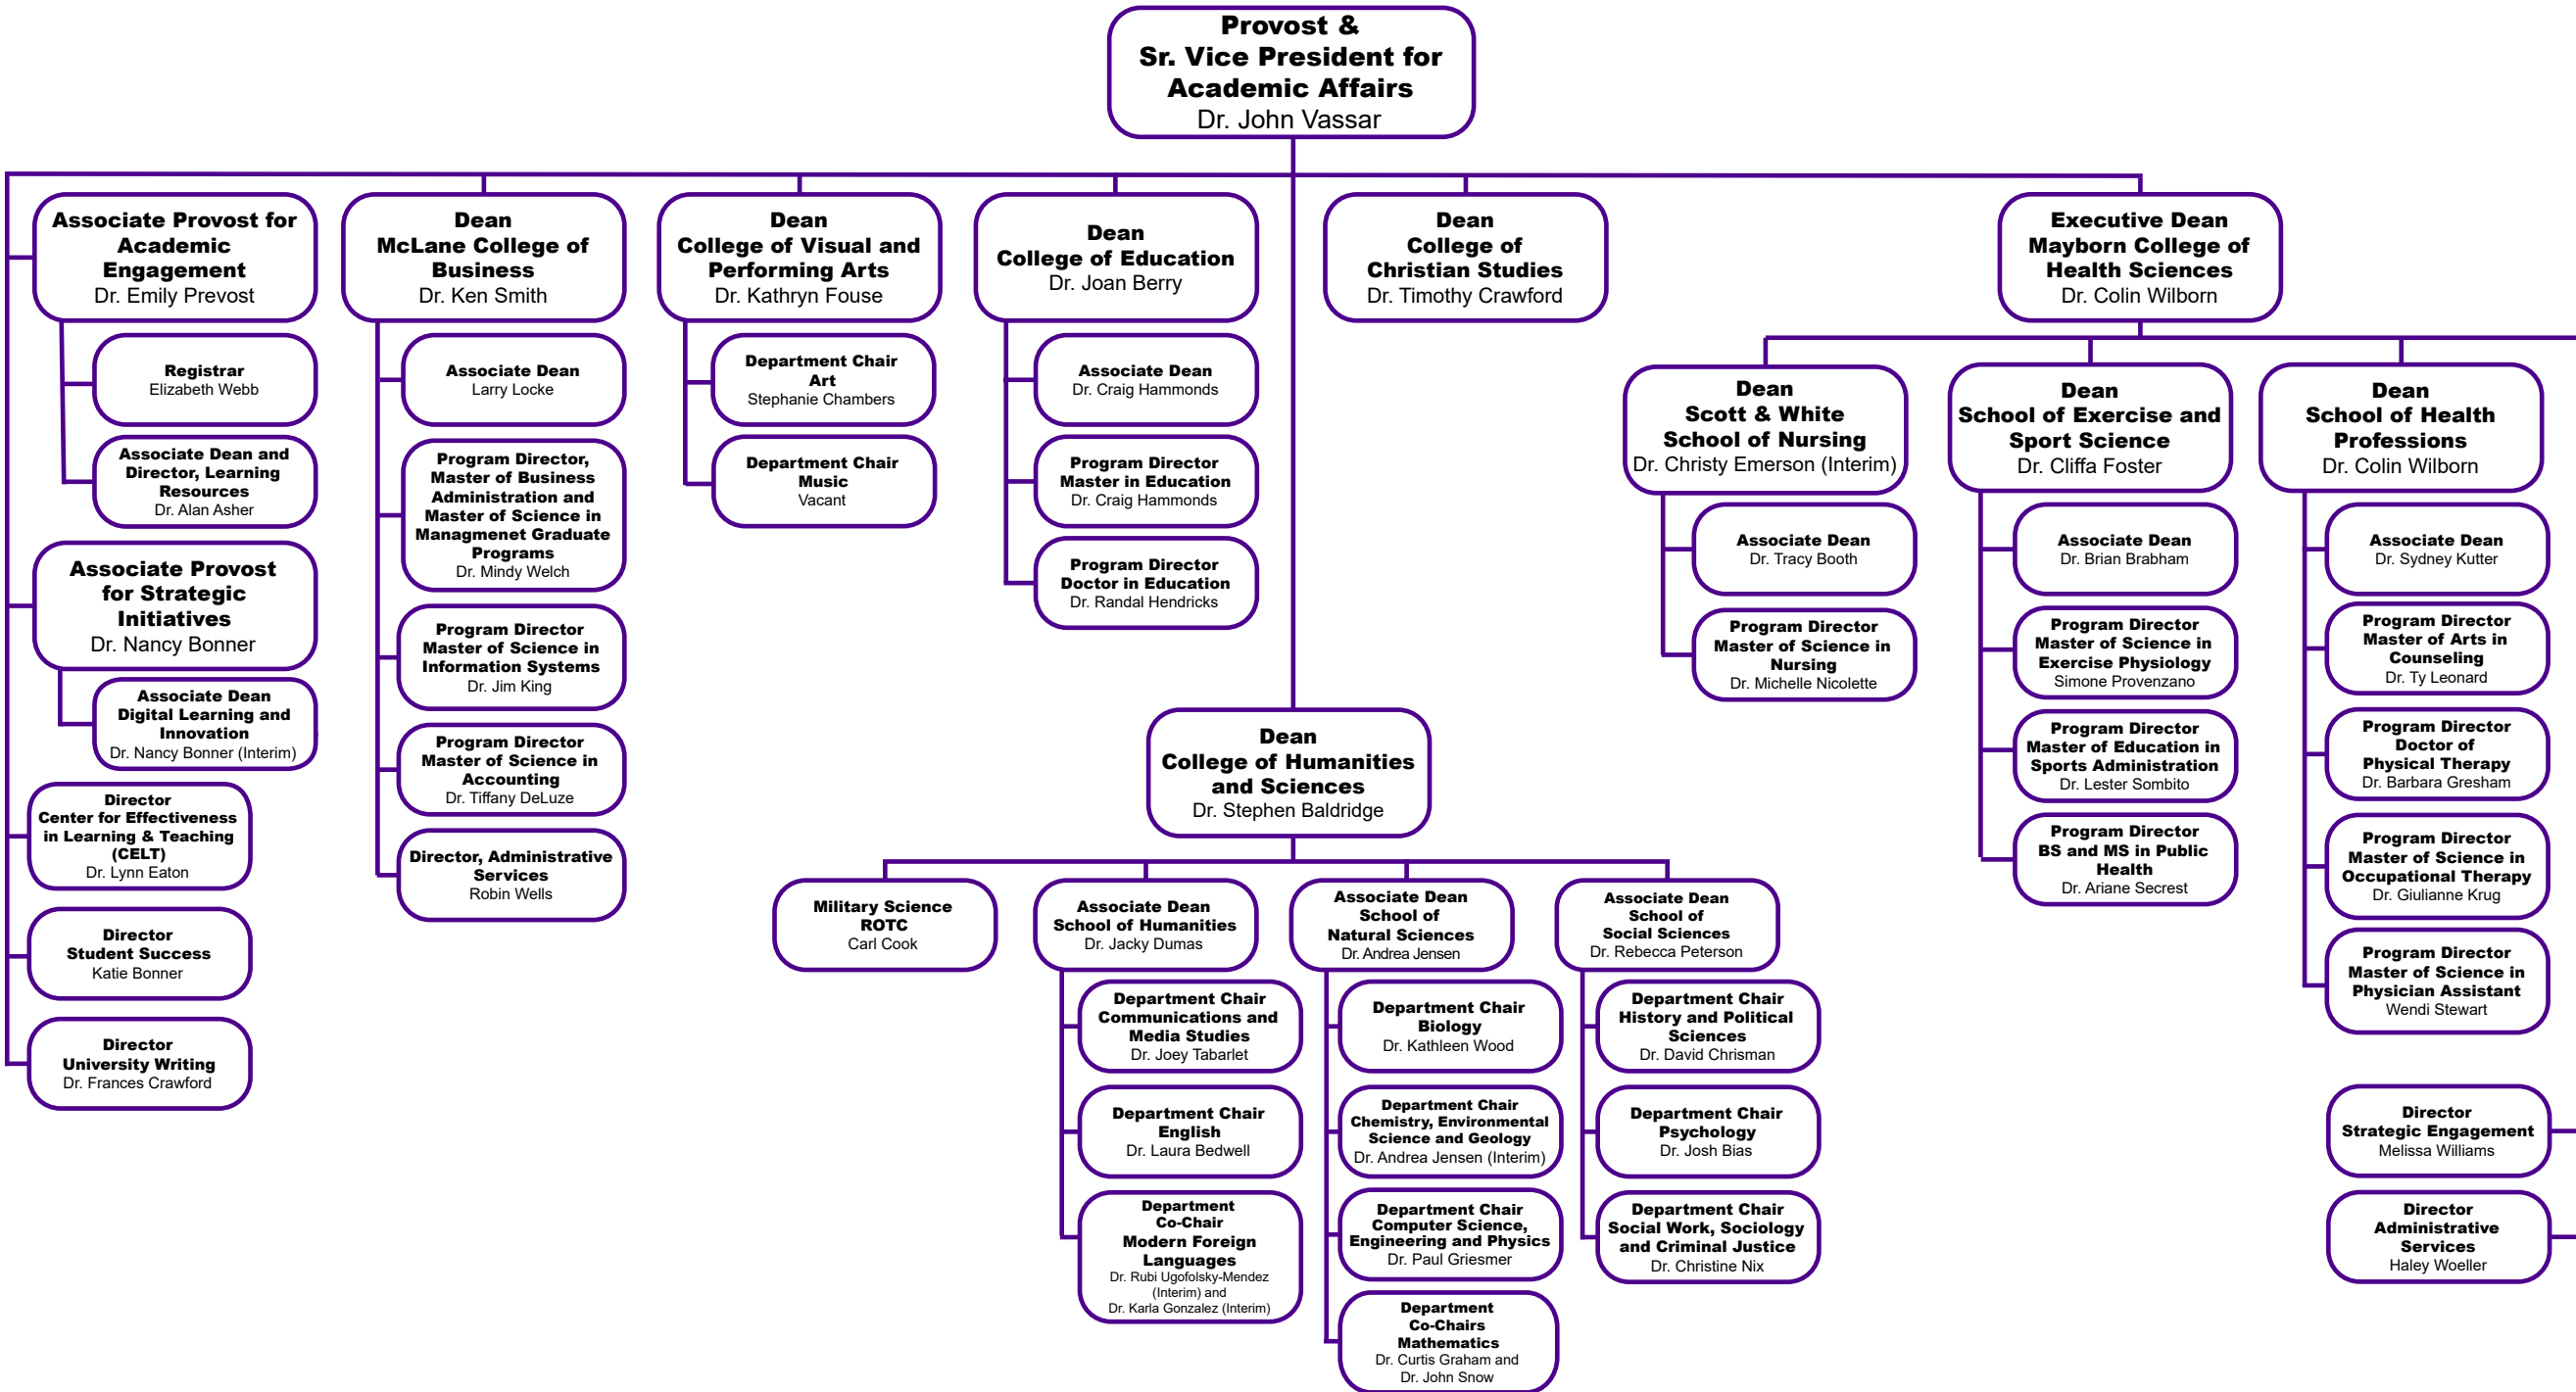 Provost &
Sr. Vice President for
Academic Affairs
Dr. John Vassar
Associate Provost for
Academic
Engagement
Dr. Emily Prevost
Registrar
Elizabeth Webb
Associate Dean and
Director, Learning
Resources
Dr. Alan Asher
Associate Provost
for Strategic
Initiatives
Dr. Nancy Bonner
Associate Dean
Digital Learning and
Innovation
Dr. Nancy Bonner (Interim)
Director
Center for Effectiveness
in Learning & Teaching
(CELT)
Dr. Lynn Eaton
Director
Student Success
Katie Bonner
Director
University Writing
Dr. Frances Crawford
Dean
McLane College of
Business
Dr. Ken Smith
Associate Dean
Larry Locke
Program Director,
Master of Business
Administration and
Master of Science in
Managmenet Graduate
Programs
Dr. Mindy Welch
Program Director
Master of Science in
Information Systems
Dr. Jim King
Program Director
Master of Science in
Accounting
Dr. Tiffany DeLuze
Director, Administrative
Services
Robin Wells
Dean
College of Visual and
Performing Arts
Dr. Kathryn Fouse
Department Chair
Art
Stephanie Chambers
Department Chair
Music
Vacant
Dean
College of Education
Dr. Joan Berry
Associate Dean
Dr. Craig Hammonds
Program Director
Master in Education
Dr. Craig Hammonds
Program Director
Doctor in Education
Dr. Randal Hendricks
Dean
College of
Christian Studies
Dr. Timothy Crawford
Dean
College of Humanities
and Sciences
Dr. Stephen Baldridge
Military Science
ROTC
Carl Cook
Associate Dean
School of Humanities
Dr. Jacky Dumas
Department Chair
Communications and
Media Studies
Dr. Joey Tabarlet
Department Chair
English
Dr. Laura Bedwell
Department
Co-Chair
Modern Foreign
Languages
Dr. Rubi Ugofolsky-Mendez
(Interim) and
Dr. Karla Gonzalez (Interim)
Associate Dean
School of
Natural Sciences
Dr. Andrea Jensen
Department Chair
Biology
Dr. Kathleen Wood
Department Chair
Chemistry, Environmental
Science and Geology
Dr. Andrea Jensen (Interim)
Department Chair
Computer Science,
Engineering and Physics
Dr. Paul Griesmer
Department
Co-Chairs
Mathematics
Dr. Curtis Graham and
Dr. John Snow
Associate Dean
School of
Social Sciences
Dr. Rebecca Peterson
Department Chair
History and Political
Sciences
Dr. David Chrisman
Department Chair
Psychology
Dr. Josh Bias
Department Chair
Social Work, Sociology
and Criminal Justice
Dr. Christine Nix
Executive Dean
Mayborn College of
Health Sciences
Dr. Colin Wilborn
Dean
Scott & White
School of Nursing
Dr. Christy Emerson (Interim)
Associate Dean
Dr. Tracy Booth
Program Director
Master of Science in
Nursing
Dr. Michelle Nicolette
Dean
School of Exercise and
Sport Science
Dr. Cliffa Foster
Associate Dean
Dr. Brian Brabham
Program Director
Master of Science in
Exercise Physiology
Simone Provenzano
Program Director
Master of Education in
Sports Administration
Dr. Lester Sombito
Program Director
BS and MS in Public
Health
Dr. Ariane Secrest
Dean
School of Health
Professions
Dr. Colin Wilborn
Associate Dean
Dr. Sydney Kutter
Program Director
Master of Arts in
Counseling
Dr. Ty Leonard
Program Director
Doctor of
Physical Therapy
Dr. Barbara Gresham
Program Director
Master of Science in
Occupational Therapy
Dr. Giulianne Krug
Program Director
Master of Science in
Physician Assistant
Wendi Stewart
Director
Strategic Engagement
Melissa Williams
Director
Administrative
Services
Haley Woeller